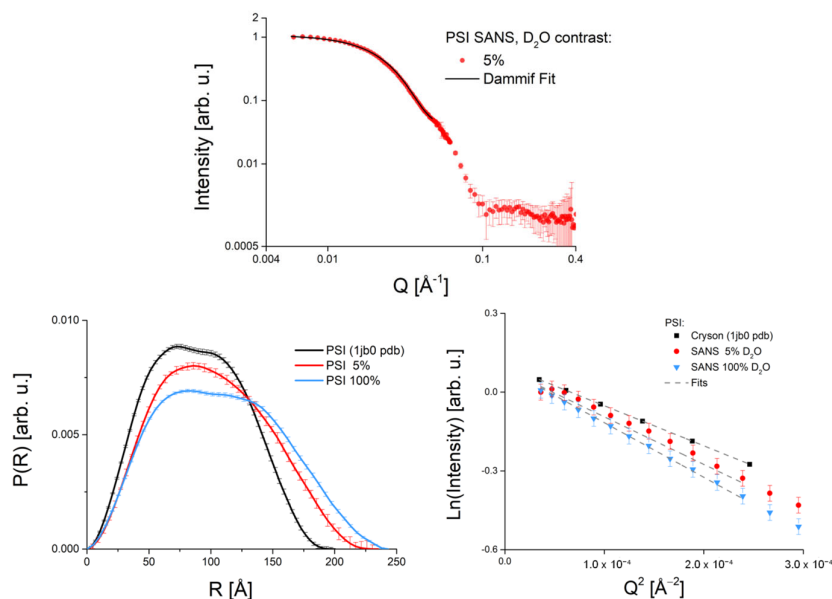 PSI SANS, D₂O contrast:
5%
Dammif Fit
Intensity [arb. u.]
1
0.1
0.01
0.0005
0.004
0.01
0.1
0.4
Q [Å⁻¹]
P(R) [arb. u.]
0.010
0.005
0.000
0
50
100
150
200
250
R [Å]
PSI (1jb0 pdb)
PSI 5%
PSI 100%
Ln(Intensity) [arb. u.]
0.3
0.0
-0.3
-0.6
1.0 x 10⁻⁴
2.0 x 10⁻⁴
3.0 x 10⁻⁴
Q² [Å⁻²]
PSI:
Cryson (1jb0 pdb)
SANS 5% D₂O
SANS 100% D₂O
Fits